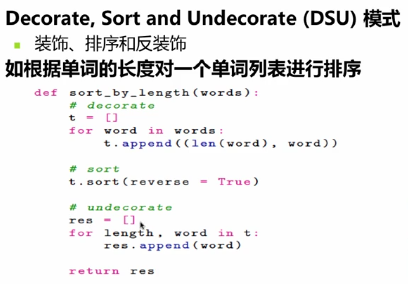 Decorate, Sort and Undecorate (DSU) 模式
装饰、排序和反装饰
如根据单词的长度对一个单词列表进行排序
def sort_by_length(words):
    # decorate
    t = []
    for word in words:
        t.append((len(word), word))
    # sort
    t.sort(reverse = True)
    # undecorate
    res = []
    for length, word in t:
        res.append(word)
    return res